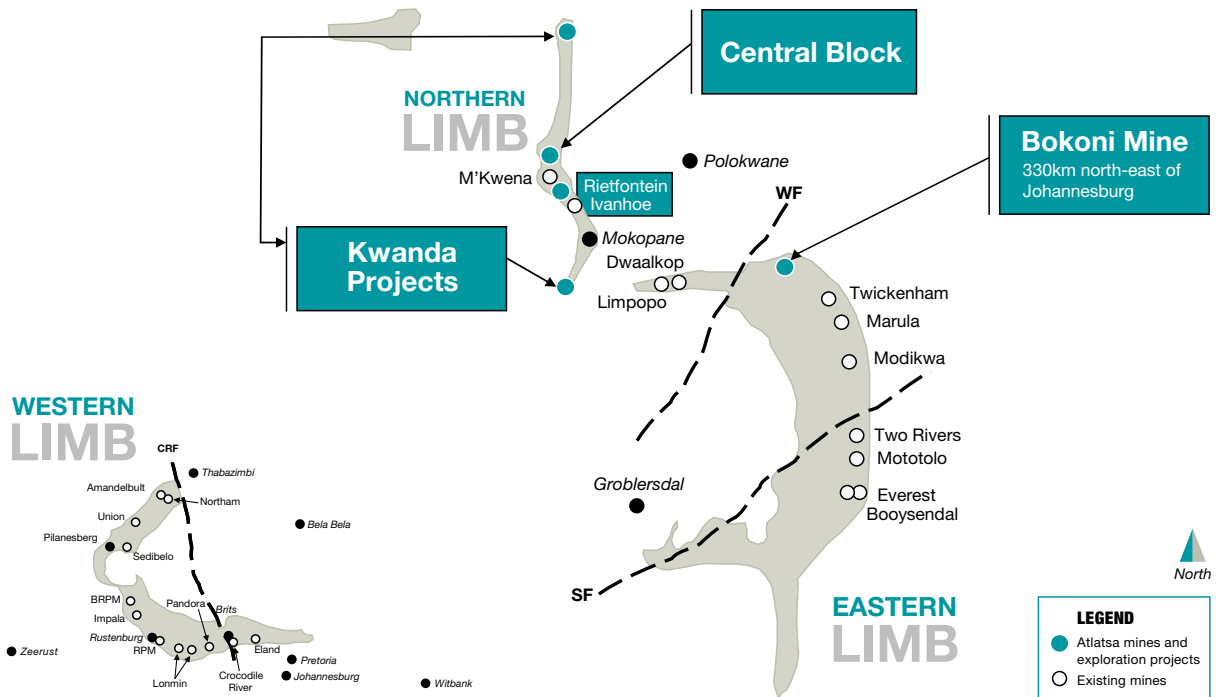 Central Block
NORTHERN
LIMB
Bokoni Mine
330km north-east of
Johannesburg
Polokwane
M'Kwena
Rietfontein
Ivanhoe
WF
Mokopane
Kwanda
Projects
Dwaalkop
Limpopo
Twickenham
Marula
Modikwa
WESTERN
LIMB
CRF
Thabazimbi
Two Rivers
Mototolo
Amandelbult
Northam
Groblersdal
Everest
Booysendal
Union
Bela Bela
Pilanesberg
Sedibelo
North
SF
EASTERN
LIMB
BRPM
Pandora
Brits
Impala
Rustenburg
RPM
Eland
Zeerust
Lonmin
Crocodile
River
Pretoria
Johannesburg
Witbank
LEGEND
Atlatsa mines and
exploration projects
Existing mines